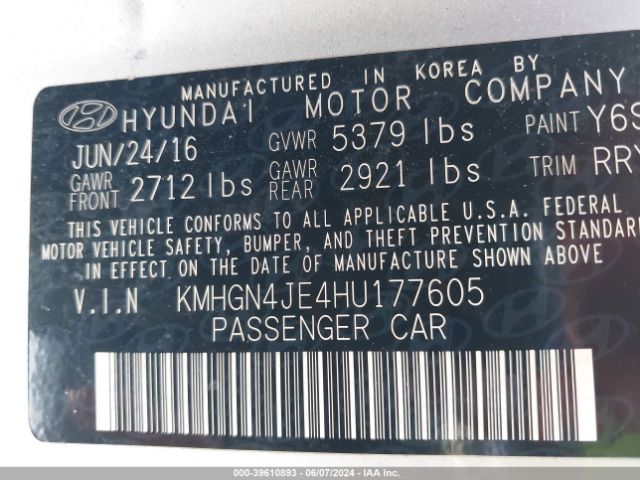 MANUFACTURED IN KOREA BY
HYUNDAI MOTOR COMPANY
JUN/24/16 GVWR 5379 lbs PAINT Y6S
GAWR FRONT 2712 lbs GAWR REAR 2921 lbs TRIM RRY
THIS VEHICLE CONFORMS TO ALL APPLICABLE U.S.A. FEDERAL
MOTOR VEHICLE SAFETY, BUMPER, AND THEFT PREVENTION STANDARD
IN EFFECT ON THE DATE OF MANUFACTURE SHOWN ABOVE
V.I.N KMHGN4JE4HU177605
PASSENGER CAR
000-39610893 - 06/07/2024 - IAA Inc.